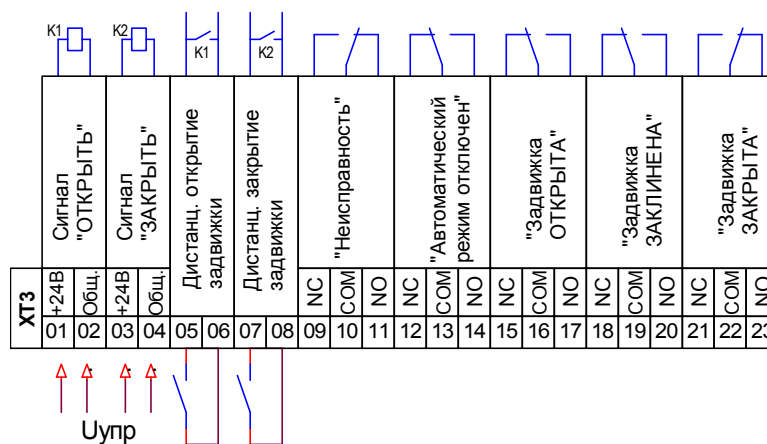 K1
K2
K1
K2
Сигнал
"ОТКРЫТЬ"
Сигнал
"ЗАКРЫТЬ"
Дистанц. открытие
задвижки
Дистанц. закрытие
задвижки
"Неисправность"
"Автоматический
режим отключен"
"Задвижка
ОТКРЫТА"
"Задвижка
ЗАКЛИНЕНА"
"Задвижка
ЗАКРЫТА"
XT3
+24В
Общ.
+24В
Общ.
NC
COM
NO
NC
COM
NO
NC
COM
NO
NC
COM
NO
NC
COM
NO
01 02 03 04 05 06 07 08 09 10 11 12 13 14 15 16 17 18 19 20 21 22 23
Uупр